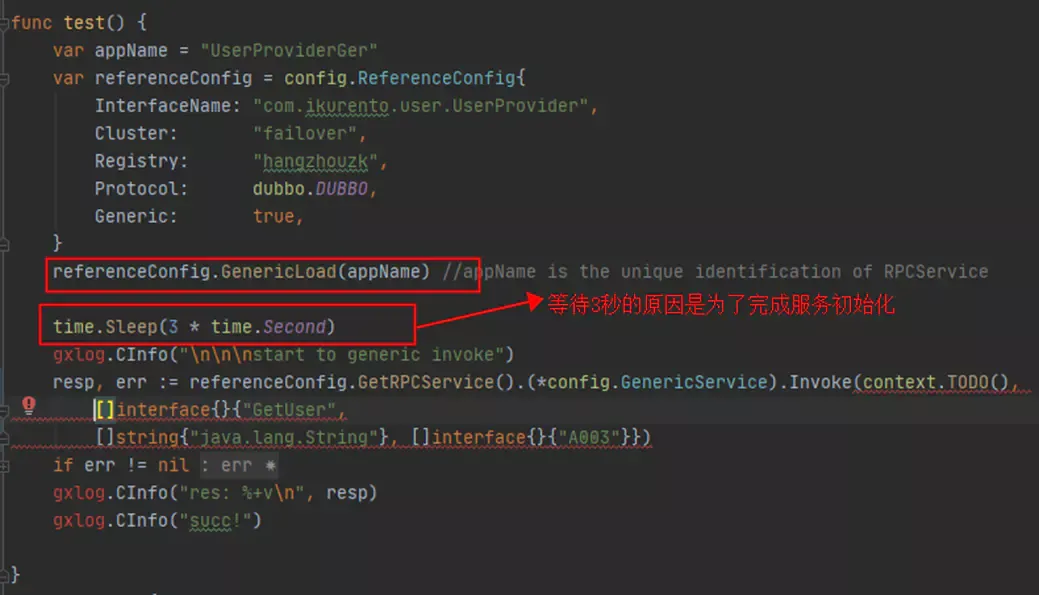 func test() {
    var appName = "UserProviderGer"
    var referenceConfig = config.ReferenceConfig{
        InterfaceName: "com.ikurento.user.UserProvider",
        Cluster:       "failover",
        Registry:      "hangzhouzk",
        Protocol:      dubbo.DUBBO,
        Generic:       true,
    }
    referenceConfig.GenericLoad(appName) //appName is the unique identification of RPCService
等待3秒的原因是为了完成服务初始化
    time.Sleep(3 * time.Second)
    gxlog.CInfo("\n\n\nstart to generic invoke")
    resp, err := referenceConfig.GetRPCService().(*config.GenericService).Invoke(context.TODO(),
        []interface{}{"GetUser",
        []string{"java.lang.String"}, []interface{}{"A003"}})
    if err != nil : err *
    gxlog.CInfo("res: %+v\n", resp)
    gxlog.CInfo("succ!")
}